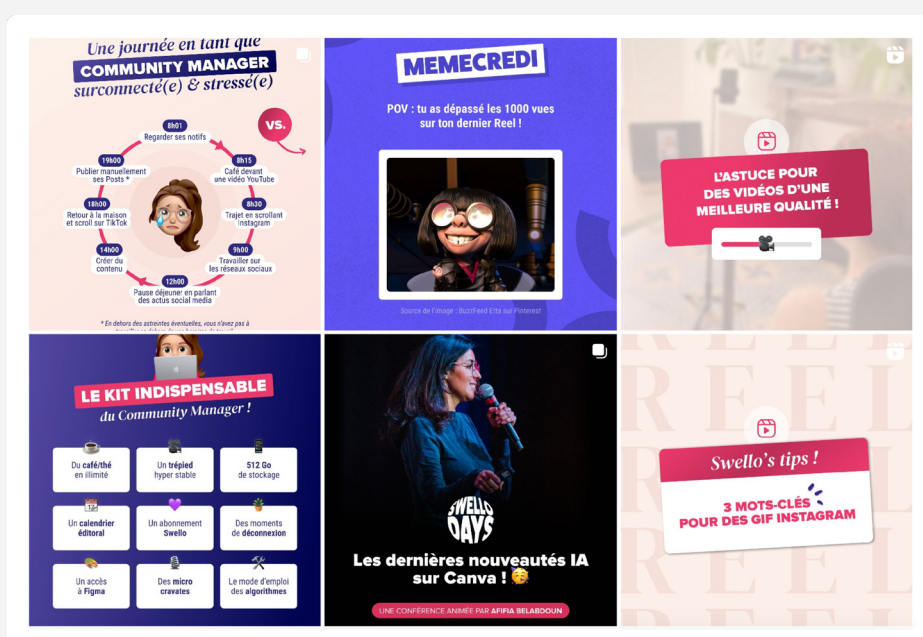 Une journée en tant que
COMMUNITY MANAGER
surconnecté(e) & stressé(e)
VS.
8h01
Regarder ses notifs
8h15
Café devant
une vidéo YouTube
8h30
Trajet en scrollant
Instagram
9h00
Travailler sur
les réseaux sociaux
12h00
Pause déjeuner en parlant
des actus social media
14h00
Créer du
contenu
18h00
Retour à la maison
et scroll sur TikTok
19h00
Publier manuellement
ses Posts *
* En dehors des astreintes éventuelles, vous n'avez pas à
MEMECREDI
POV : tu as dépassé les 1000 vues
sur ton dernier Reel !
Source de l'image : BuzzFeed Etta sur Pinterest
L'ASTUCE POUR
DES VIDÉOS D'UNE
MEILLEURE QUALITÉ !
LE KIT INDISPENSABLE
du Community Manager !
Du café/thé
en illimité
Un trépied
hyper stable
512 Go
de stockage
Un calendrier
éditoral
Un abonnement
Swello
Des moments
de déconnexion
Un accès
à Figma
Des micro
cravates
Le mode d'emploi
des algorithmes
SWELLO
DAYS
Les dernières nouveautés IA
sur Canva !
UNE CONFÉRENCE ANIMÉE PAR AFIFIA BELABDOUN
REEL
REEL
REEL
REEL
Swello's tips !
3 MOTS-CLÉS
POUR DES GIF INSTAGRAM